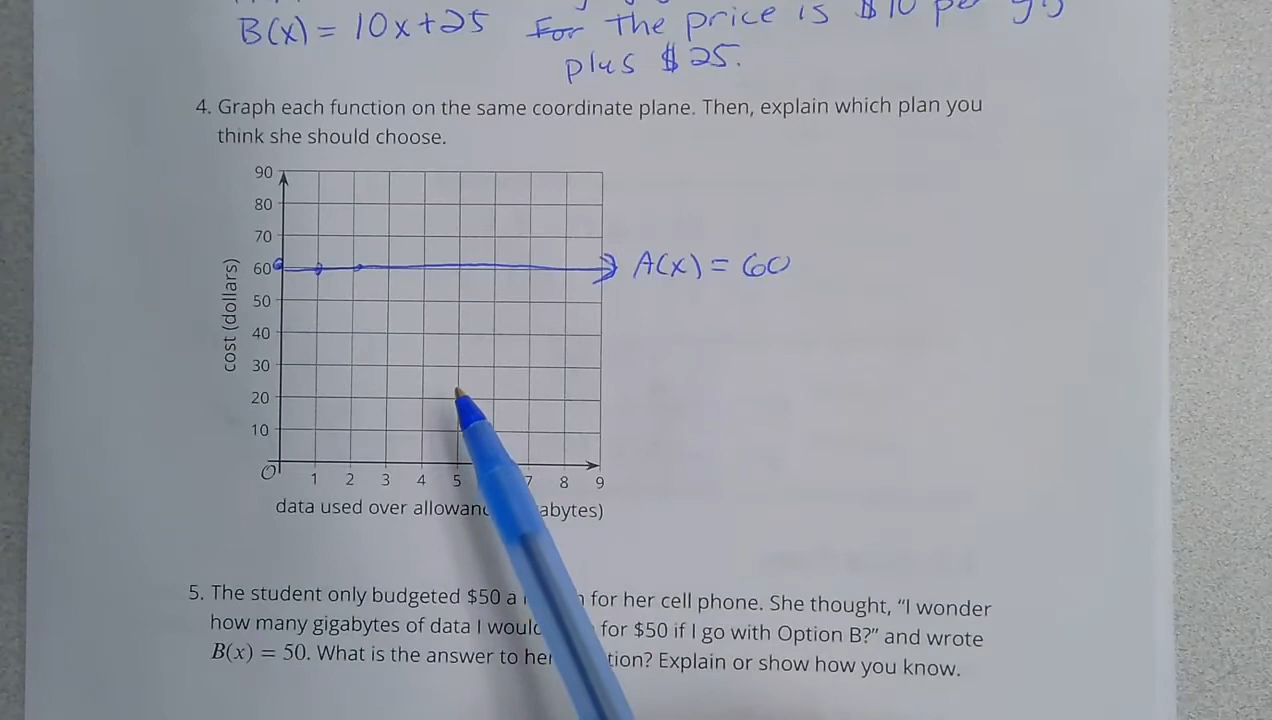 B(x) = 10x+25 For the price is $10 per
plus $25.
4. Graph each function on the same coordinate plane. Then, explain which plan you
think she should choose.
90
80
70
60
A(x) = 60
50
40
30
20
10
cost (dollars)
O 1 2 3 4 5 7 8 9
data used over allowanc abytes)
5. The student only budgeted $50 a for her cell phone. She thought, “I wonder
how many gigabytes of data I would for $50 if I go with Option B?” and wrote
B(x) = 50. What is the answer to her tion? Explain or show how you know.